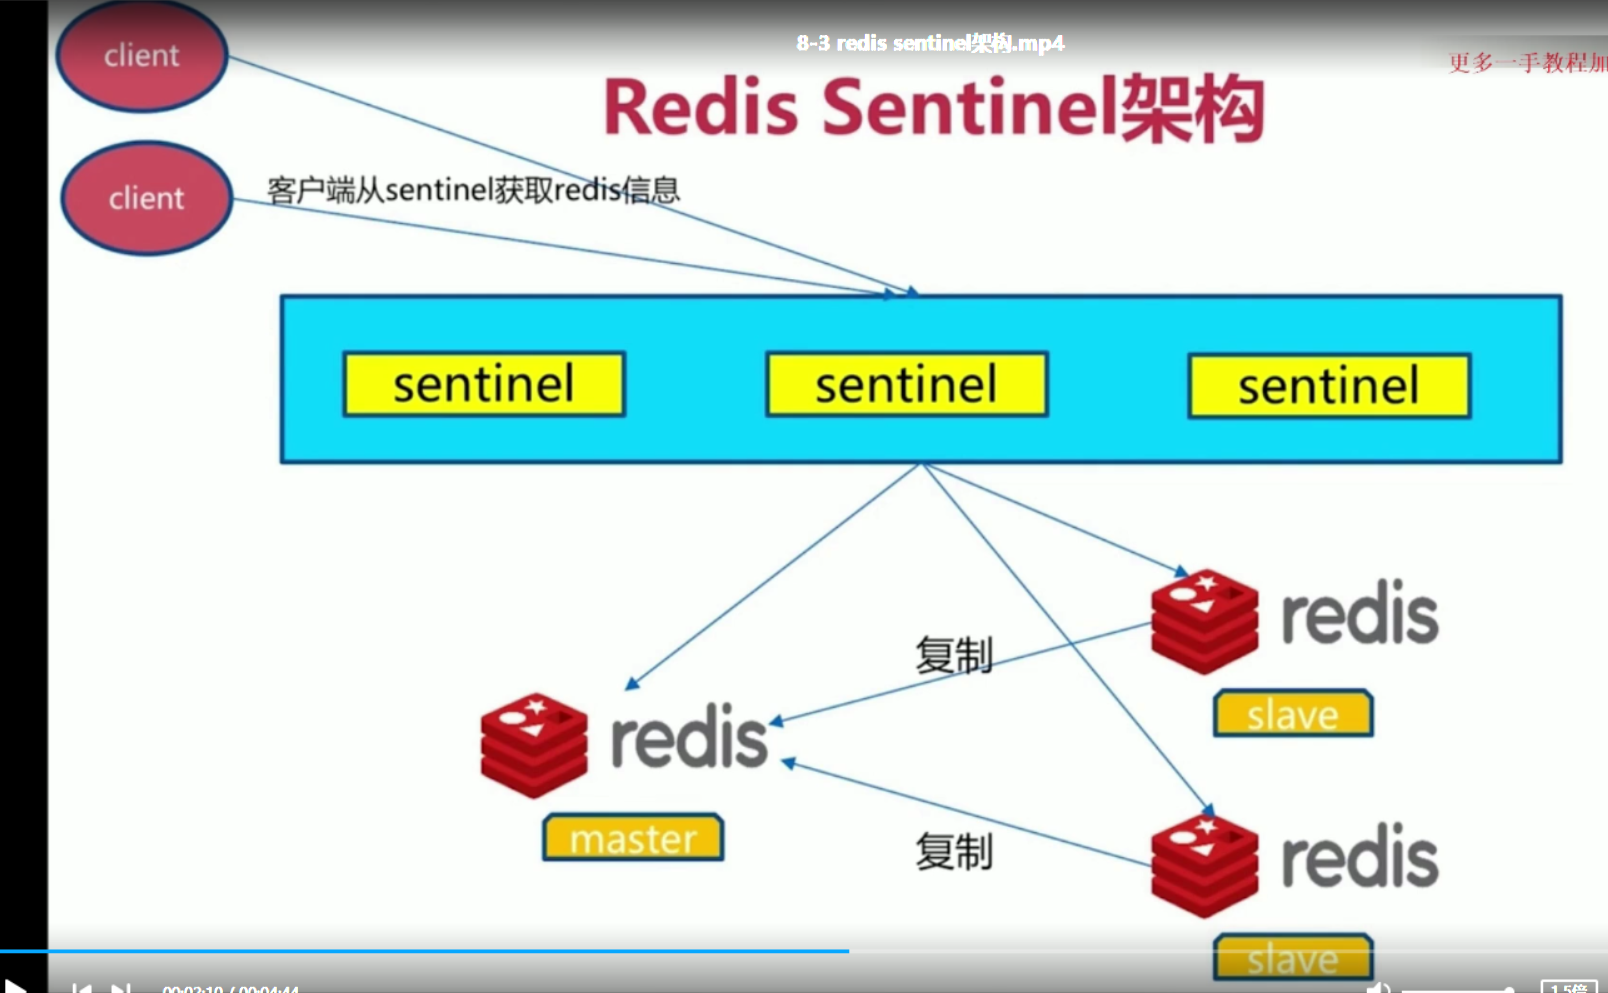 8-3 redis sentinel架构.mp4
更多一手教程加
client
Redis Sentinel架构
client
客户端从sentinel获取redis信息
sentinel
sentinel
sentinel
redis
slave
复制
redis
master
复制
redis
slave
00:02:10 / 00:04:44
1.5倍